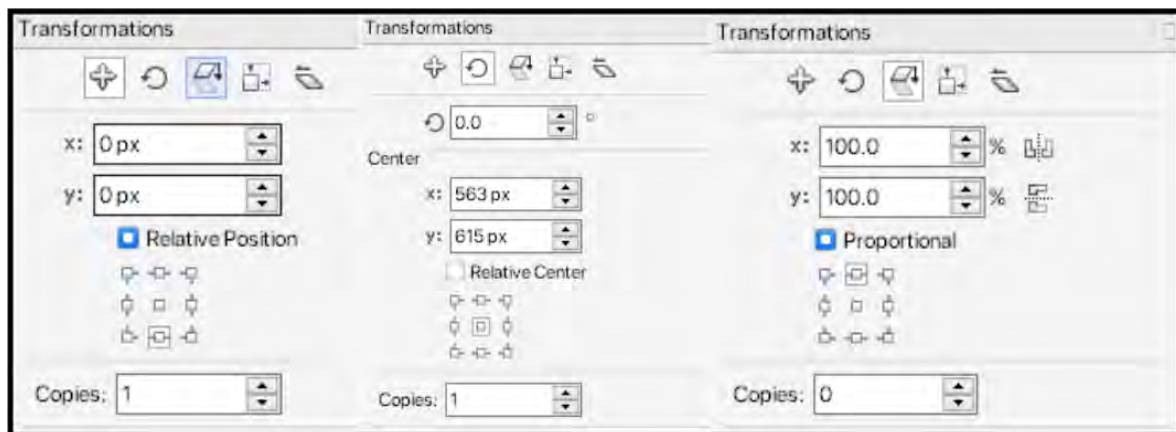 Transformations
x: 0 px
y: 0 px
Relative Position
Copies: 1
Transformations
0.0 °
Center
x: 563 px
y: 615 px
Relative Center
Copies: 1
Transformations
x: 100.0 %
y: 100.0 %
Proportional
Copies: 0